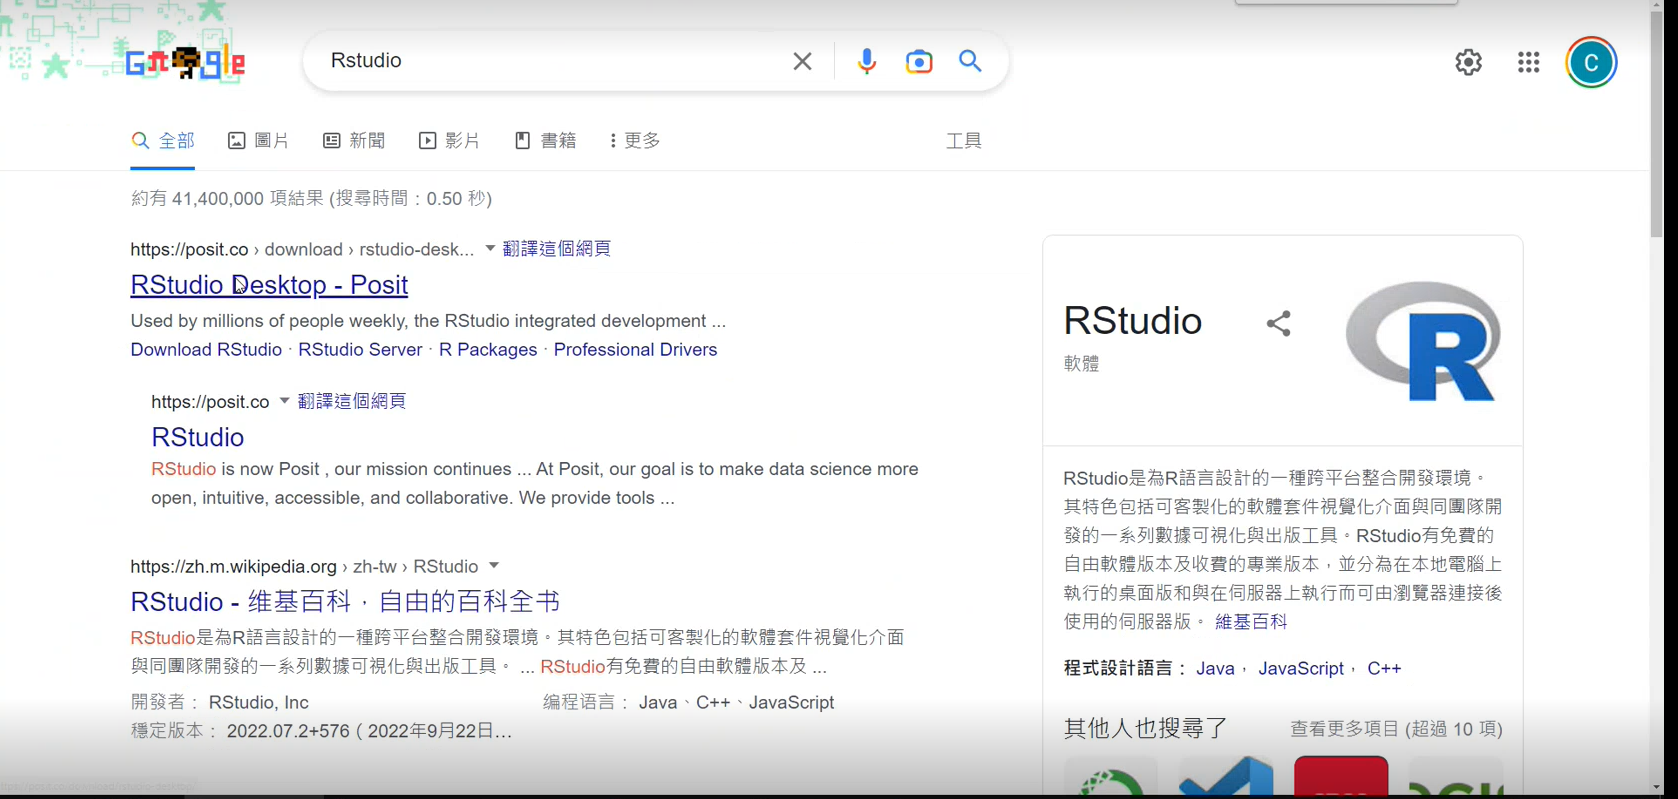 Google
Rstudio
C
全部 圖片 新聞 影片 書籍 更多 工具
約有 41,400,000 項結果 (搜尋時間：0.50 秒)
https://posit.co › download › rstudio-desk... 翻譯這個網頁
RStudio Desktop - Posit
Used by millions of people weekly, the RStudio integrated development ...
Download RStudio · RStudio Server · R Packages · Professional Drivers
https://posit.co 翻譯這個網頁
RStudio
RStudio is now Posit , our mission continues ... At Posit, our goal is to make data science more
open, intuitive, accessible, and collaborative. We provide tools ...
https://zh.m.wikipedia.org › zh-tw › RStudio
RStudio - 維基百科，自由的百科全书
RStudio是為R語言設計的一種跨平台整合開發環境。其特色包括可客製化的軟體套件視覺化介面
與同團隊開發的一系列數據可視化與出版工具。 ... RStudio有免費的自由軟體版本及 ...
開發者： RStudio, Inc 编程语言： Java、C++、JavaScript
穩定版本： 2022.07.2+576 ( 2022年9月22日...
RStudio
軟體
R
RStudio是為R語言設計的一種跨平台整合開發環境。
其特色包括可客製化的軟體套件視覺化介面與同團隊開
發的一系列數據可視化與出版工具。RStudio有免費的
自由軟體版本及收費的專業版本，並分為在本地電腦上
執行的桌面版和與在伺服器上執行而可由瀏覽器連接後
使用的伺服器版。 維基百科
程式設計語言： Java， JavaScript， C++
其他人也搜尋了 查看更多項目 (超過 10 項)